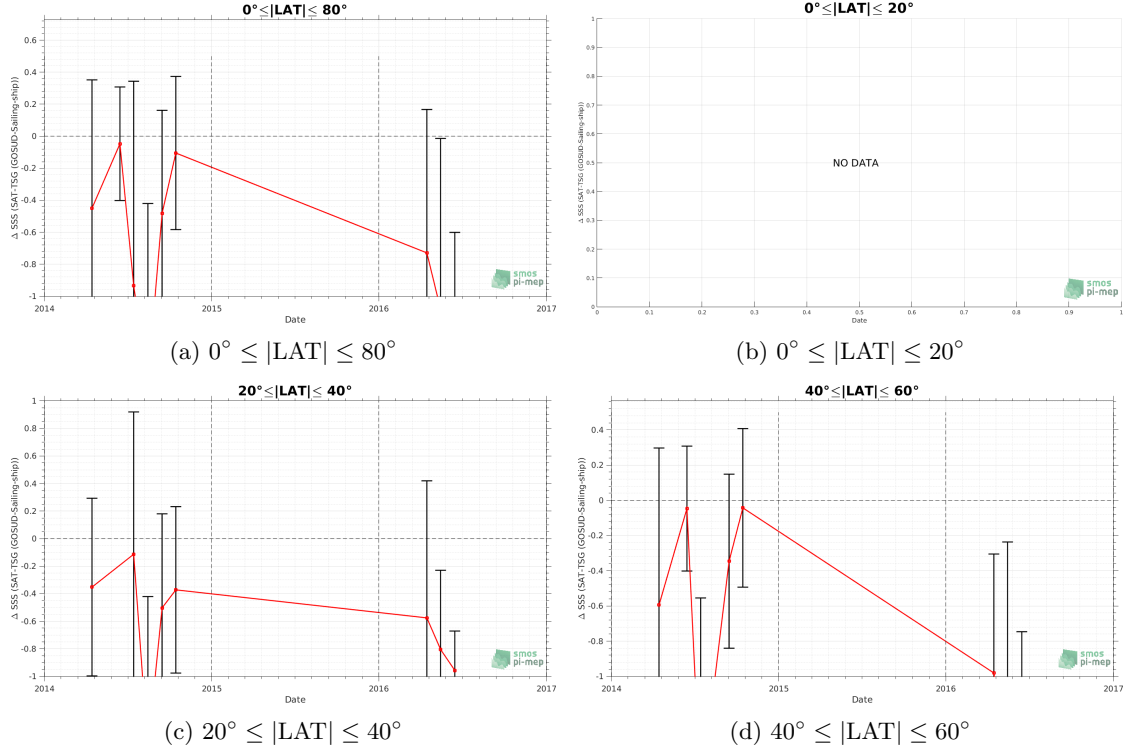 0°≤|LAT|≤ 80°
Δ SSS (SAT-TSG (GOSUD-Sailing-ship))
0.6
0.4
0.2
0
-0.2
-0.4
-0.6
-0.8
-1
2014
2015
2016
2017
Date
smos
pi-mep
(a) 0° ≤ |LAT| ≤ 80°
0°≤|LAT|≤ 20°
Δ SSS (SAT-TSG (GOSUD-Sailing-ship))
1
0.9
0.8
0.7
0.6
0.5
0.4
0.3
0.2
0.1
0
NO DATA
0
0.1
0.2
0.3
0.4
0.5
0.6
0.7
0.8
0.9
1
Date
smos
pi-mep
(b) 0° ≤ |LAT| ≤ 20°
20°≤|LAT|≤ 40°
Δ SSS (SAT-TSG (GOSUD-Sailing-ship))
1
0.8
0.6
0.4
0.2
0
-0.2
-0.4
-0.6
-0.8
-1
2014
2015
2016
2017
Date
smos
pi-mep
(c) 20° ≤ |LAT| ≤ 40°
40°≤|LAT|≤ 60°
Δ SSS (SAT-TSG (GOSUD-Sailing-ship))
0.4
0.2
0
-0.2
-0.4
-0.6
-0.8
-1
2014
2015
2016
2017
Date
smos
pi-mep
(d) 40° ≤ |LAT| ≤ 60°